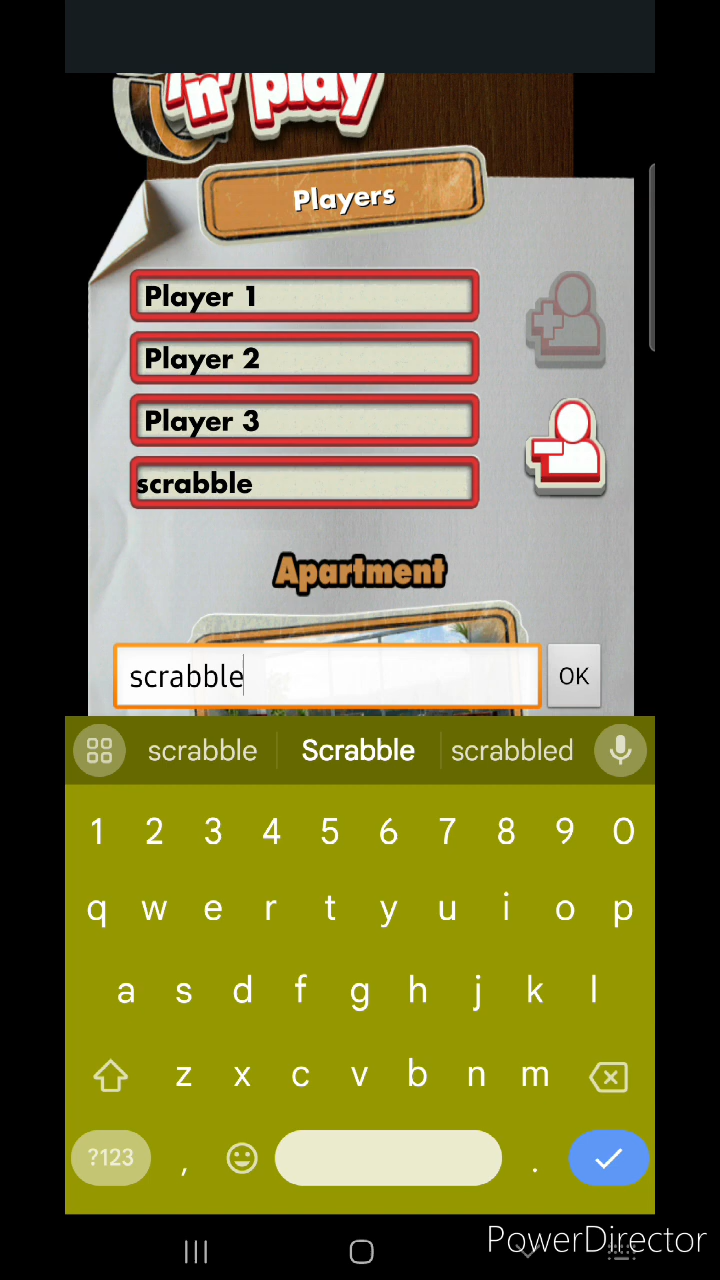 'n' play
Players
Player 1
Player 2
Player 3
scrabble
Apartment
scrabble OK
scrabble Scrabble scrabbled
1 2 3 4 5 6 7 8 9 0
q w e r t y u i o p
a s d f g h j k l
z x c v b n m
?123 , .
PowerDirector